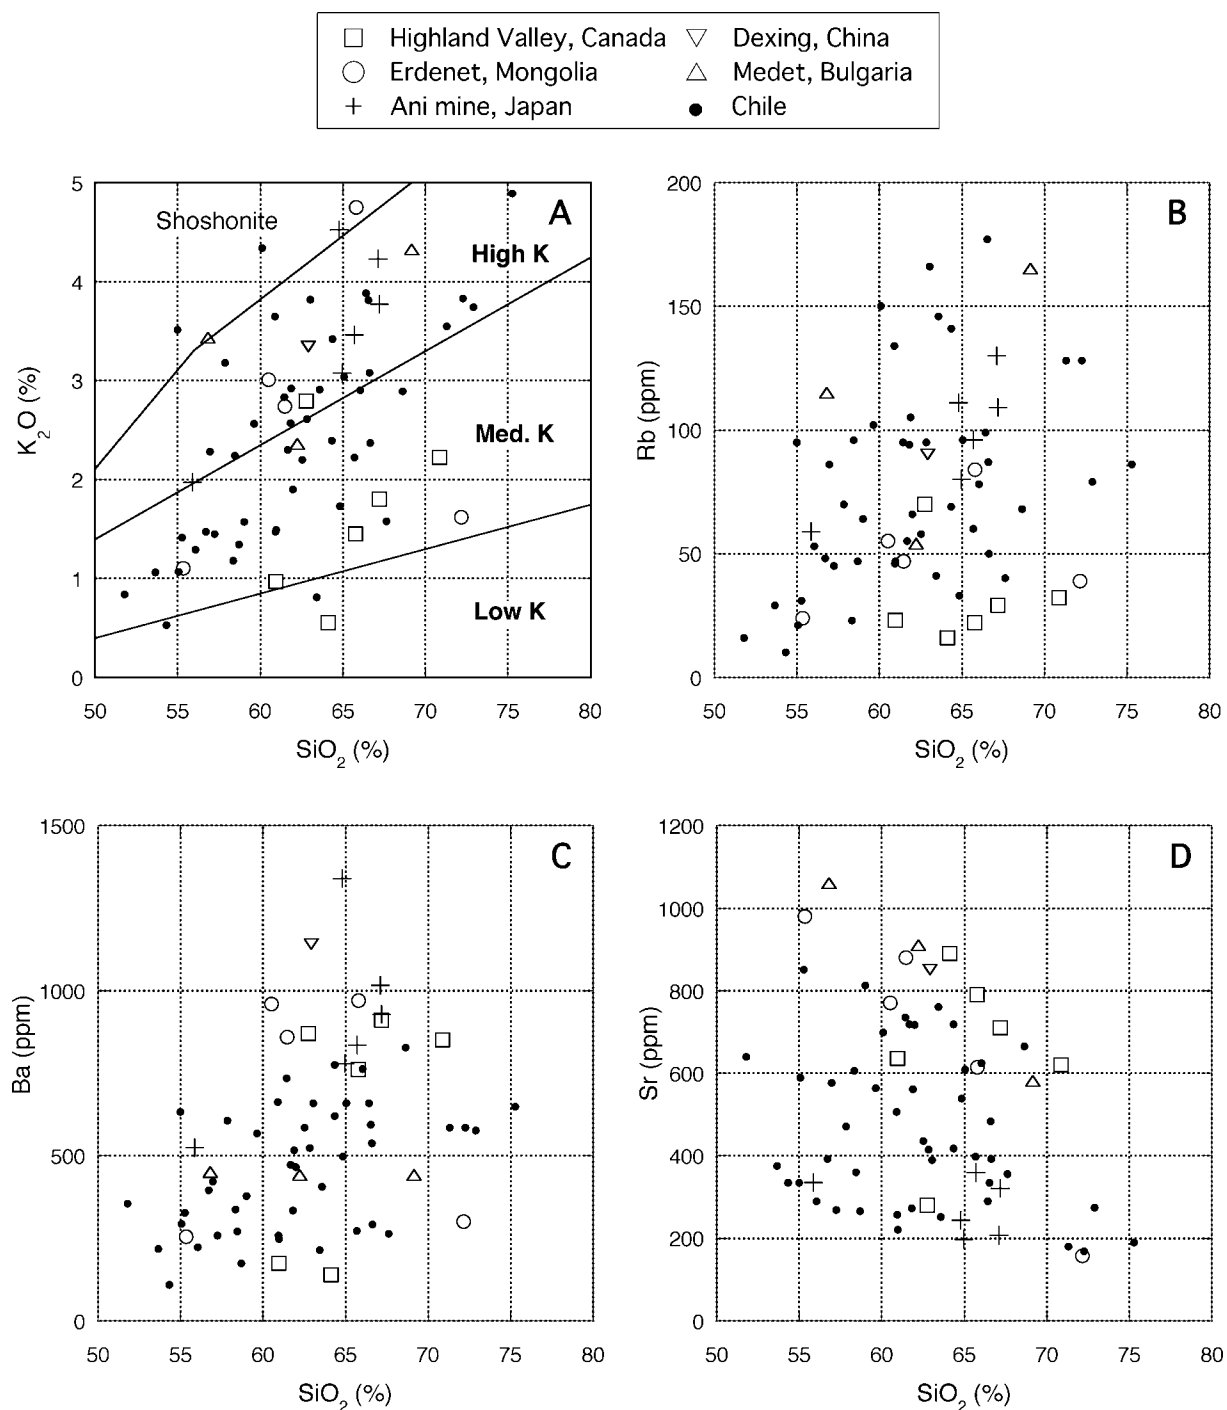 Highland Valley, Canada
Dexing, China
Erdenet, Mongolia
Medet, Bulgaria
Ani mine, Japan
Chile
5
4
3
2
1
0
K2O (%)
Shoshonite
A
High K
Med. K
Low K
50 55 60 65 70 75 80
SiO2 (%)
200
150
100
50
0
Rb (ppm)
B
50 55 60 65 70 75 80
SiO2 (%)
1500
1000
500
0
Ba (ppm)
C
50 55 60 65 70 75 80
SiO2 (%)
1200
1000
800
600
400
200
0
Sr (ppm)
D
50 55 60 65 70 75 80
SiO2 (%)